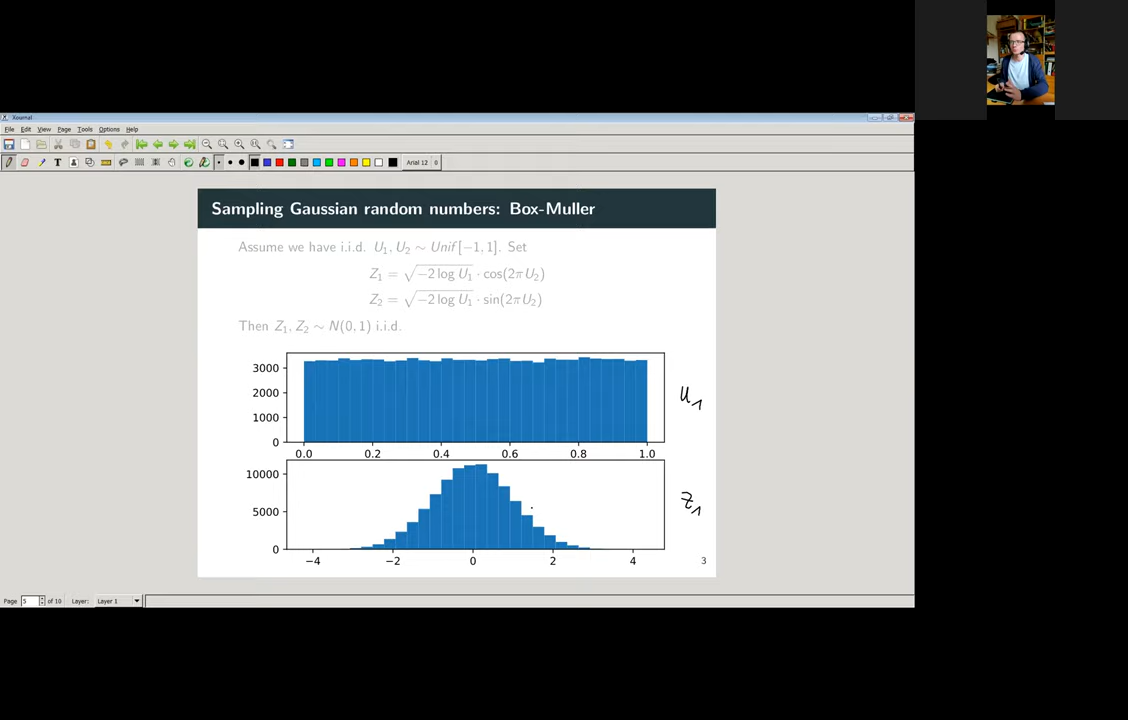 Xournal
File Edit View Page Tools Options Help
Arial 12
Sampling Gaussian random numbers: Box-Muller
Assume we have i.i.d. U₁, U₂ ∼ Unif[−1, 1]. Set
Z₁ = √(−2 log U₁) · cos(2πU₂)
Z₂ = √(−2 log U₁) · sin(2πU₂)
Then Z₁, Z₂ ∼ N(0, 1) i.i.d.
3000
2000
1000
0
0.0 0.2 0.4 0.6 0.8 1.0
U₁
10000
5000
0
−4 −2 0 2 4
Z₁
3
Page 5 of 10 Layer: Layer 1